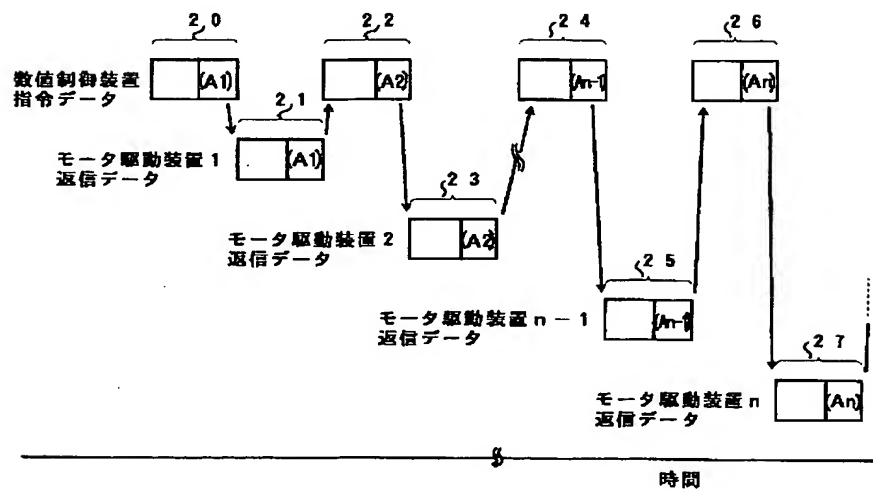 20 22 24 26
数値制御装置 (A1) (A2) (An-1) (An)
指令データ
21
モータ駆動装置1 (A1)
返信データ
23
モータ駆動装置2 (A2)
返信データ
25
モータ駆動装置n-1 (An-1)
返信データ
27
モータ駆動装置n (An)
返信データ
時間